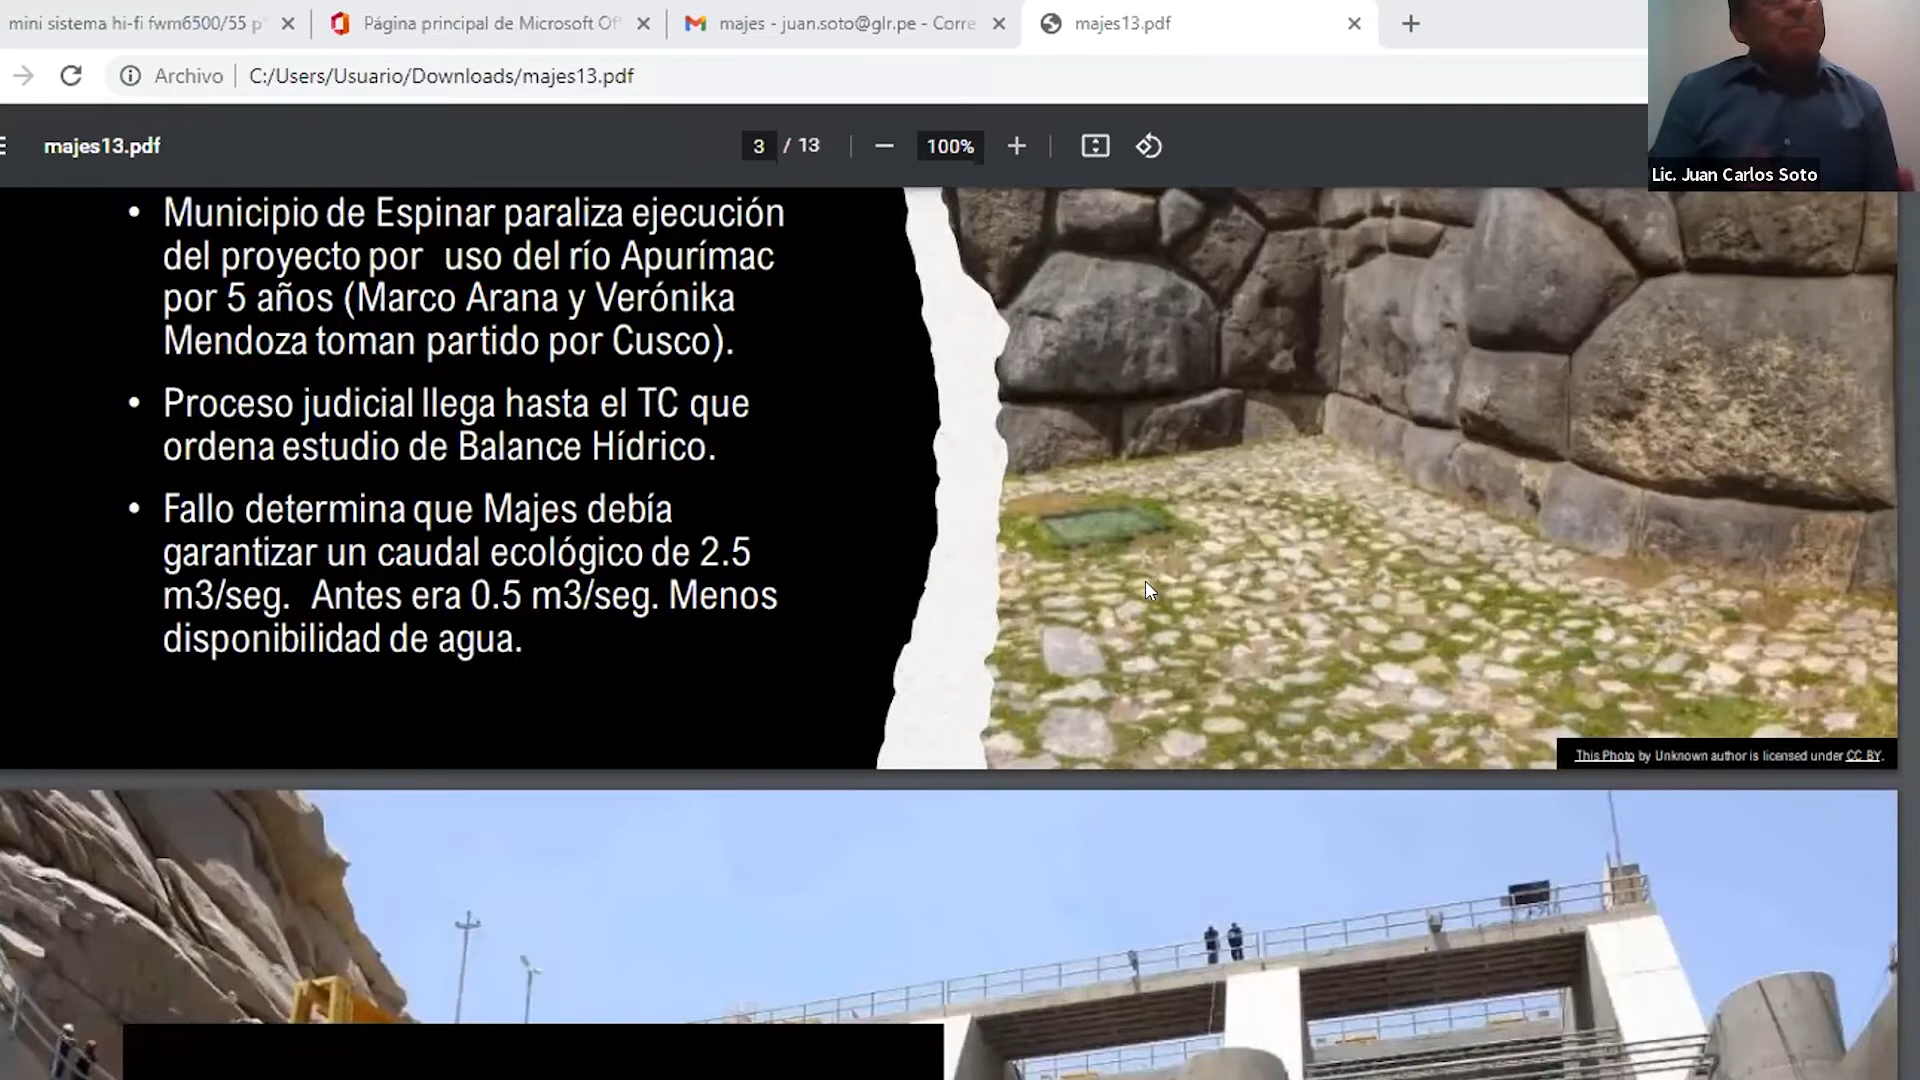 mini sistema hi-fi fwm6500/55 p
Página principal de Microsoft Of
majes - juan.soto@glr.pe - Corre
majes13.pdf
Archivo
C:/Users/Usuario/Downloads/majes13.pdf
majes13.pdf
3 / 13
100%
Lic. Juan Carlos Soto
• Municipio de Espinar paraliza ejecución
del proyecto por uso del río Apurímac
por 5 años (Marco Arana y Verónika
Mendoza toman partido por Cusco).
• Proceso judicial llega hasta el TC que
ordena estudio de Balance Hídrico.
• Fallo determina que Majes debía
garantizar un caudal ecológico de 2.5
m3/seg. Antes era 0.5 m3/seg. Menos
disponibilidad de agua.
This Photo by Unknown author is licensed under CC BY.